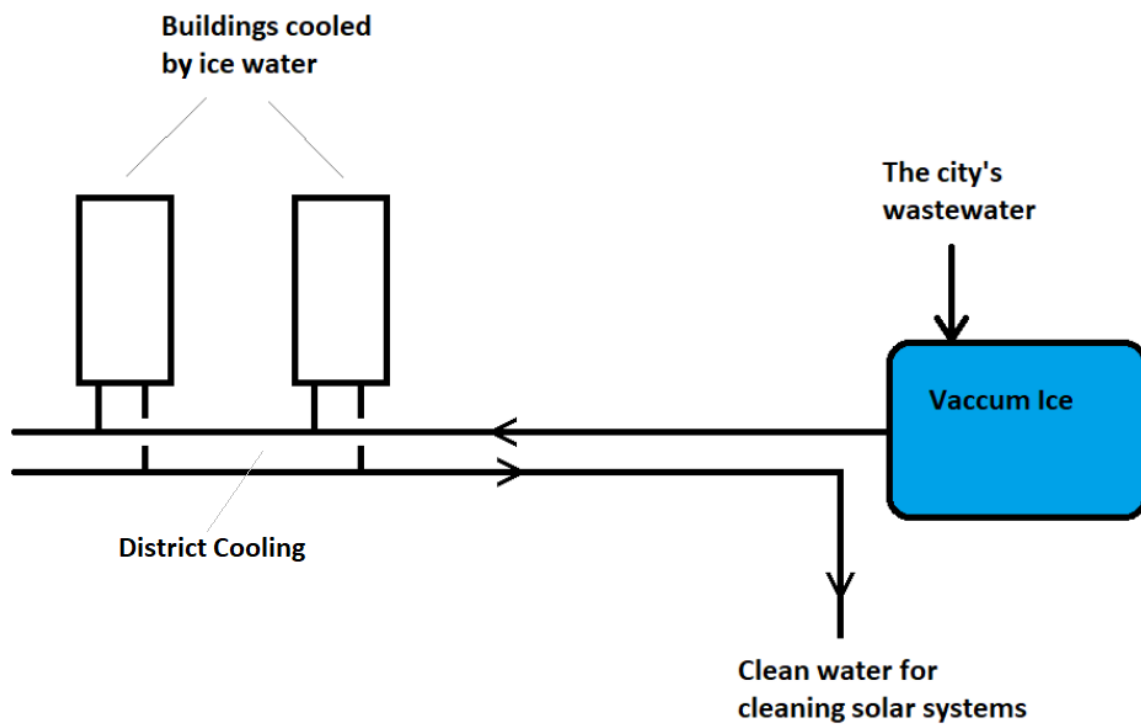 Buildings cooled
by ice water
The city's
wastewater
Vaccum Ice
District Cooling
Clean water for
cleaning solar systems